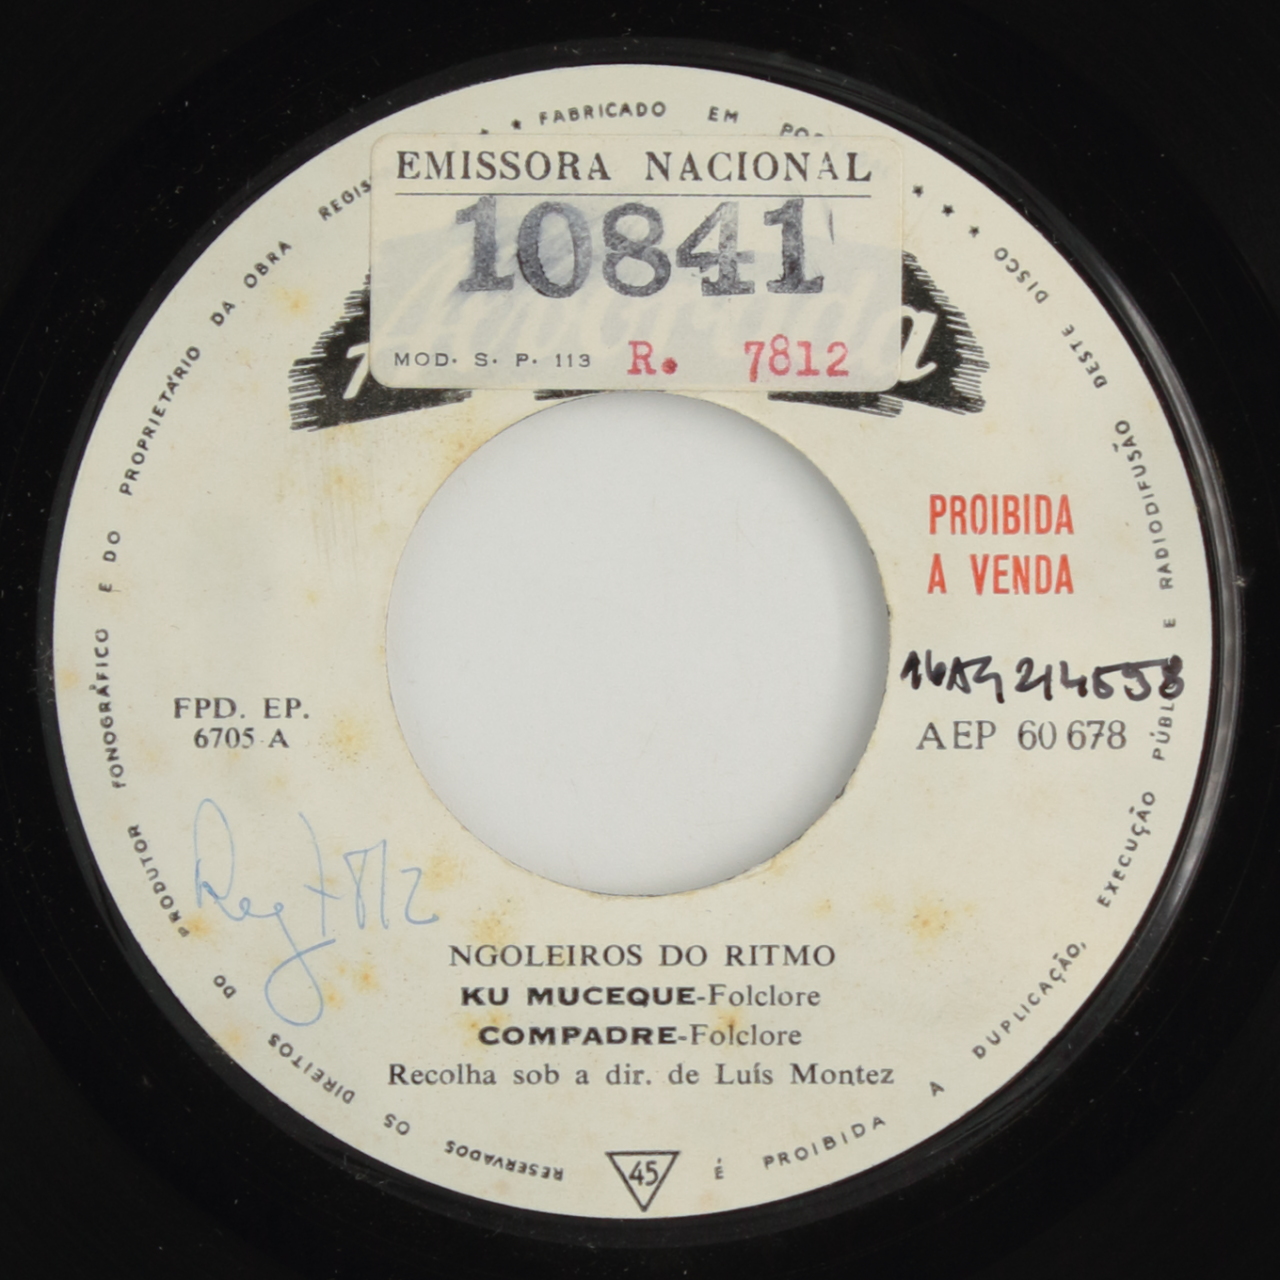 ★ FABRICADO EM
EMISSORA NACIONAL
10841
MOD. S. P. 113 R. 7812
PROIBIDA
A VENDA
FPD. EP.
6705-A
AEP 60 678
Reg 7812
NGOLEIROS DO RITMO
KU MUCEQUE-Folclore
COMPADRE-Folclore
Recolha sob a dir. de Luís Montez
45
RESERVADOS OS DIREITOS DO PRODUTOR FONOGRÁFICO E DO PROPRIETÁRIO DA OBRA
É PROIBIDA A DUPLICAÇÃO, EXECUÇÃO E RADIODIFUSÃO DESTE DISCO ★ ★ ★